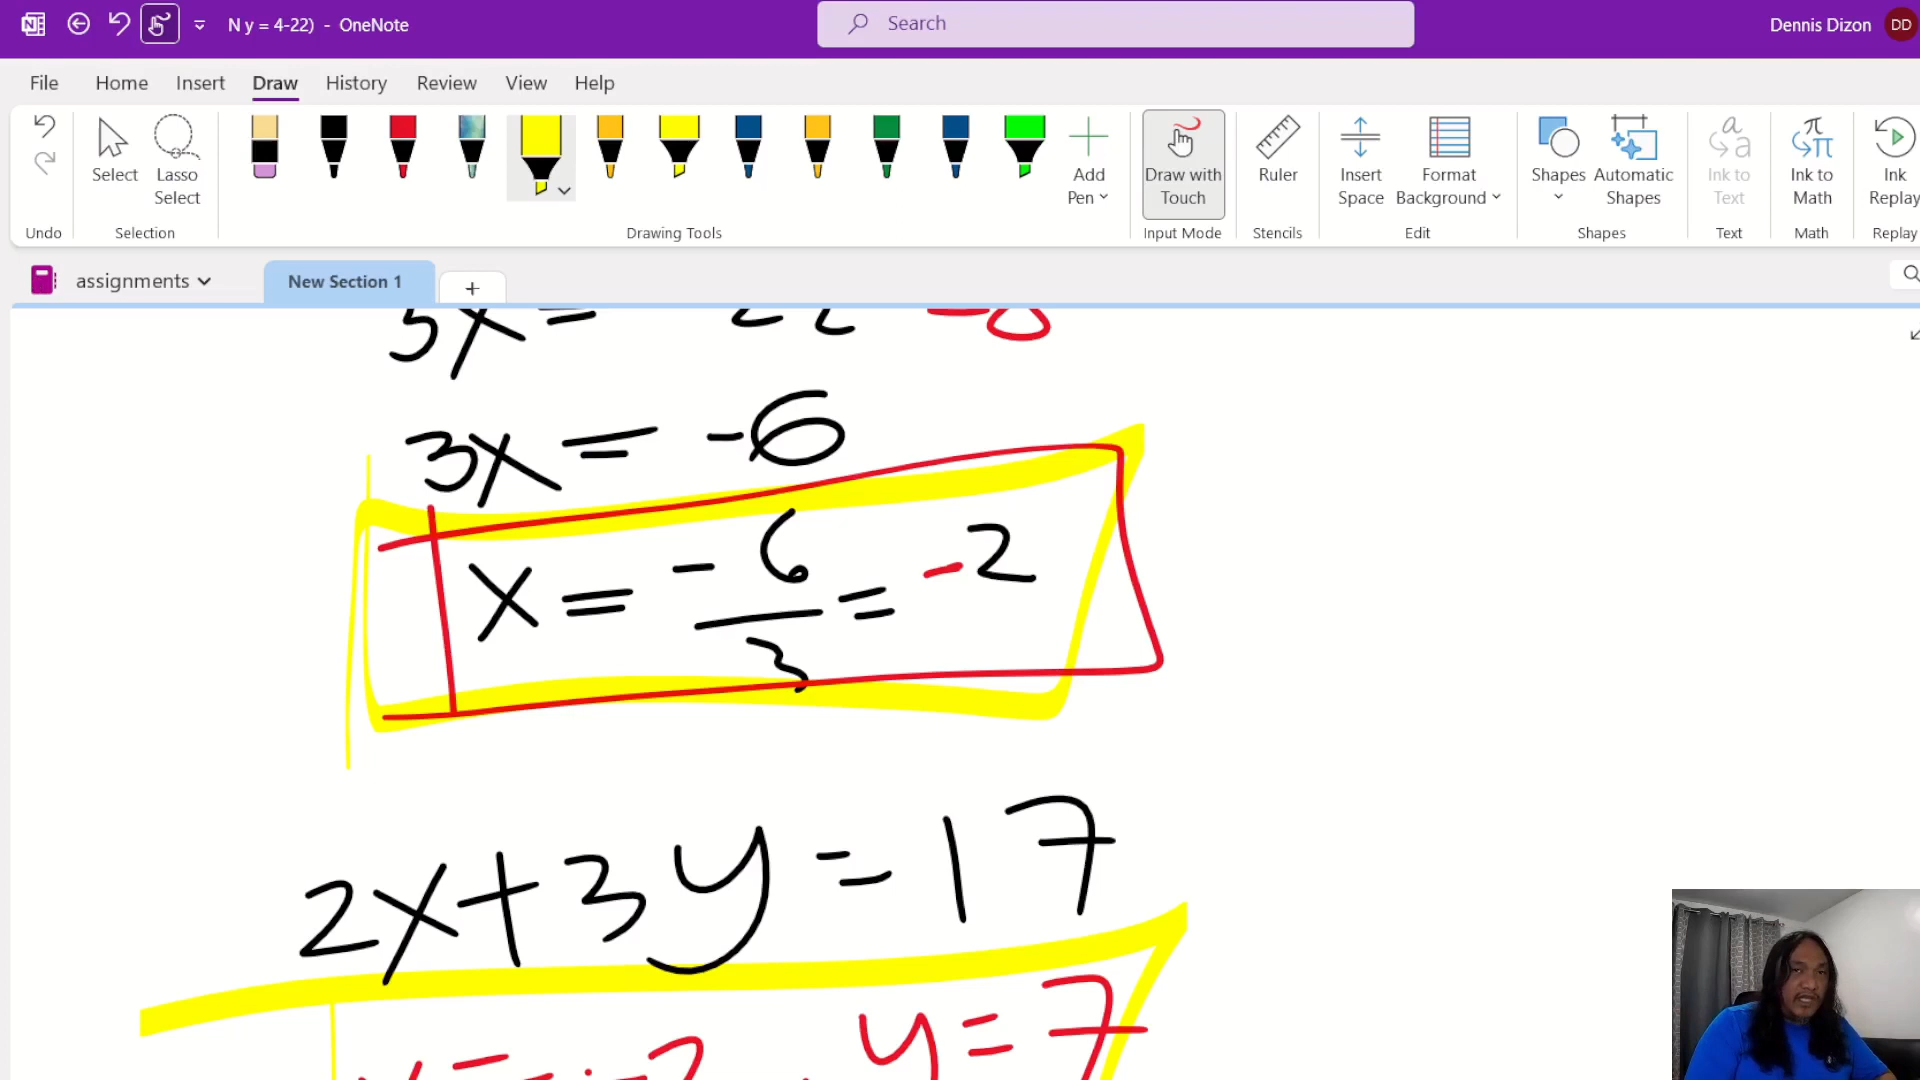 N y = 4-22) - OneNote
Search
Dennis Dizon DD
File Home Insert Draw History Review View Help
Undo
Select
Lasso Select
Selection
Drawing Tools
Add Pen
Draw with Touch
Input Mode
Ruler
Stencils
Insert Space
Format Background
Edit
Shapes
Automatic Shapes
Shapes
Ink to Text
Text
Ink to Math
Math
Ink Replay
Replay
assignments New Section 1 +
3x = -6
x = -6/3 = -2
2x+3y=17
y=7